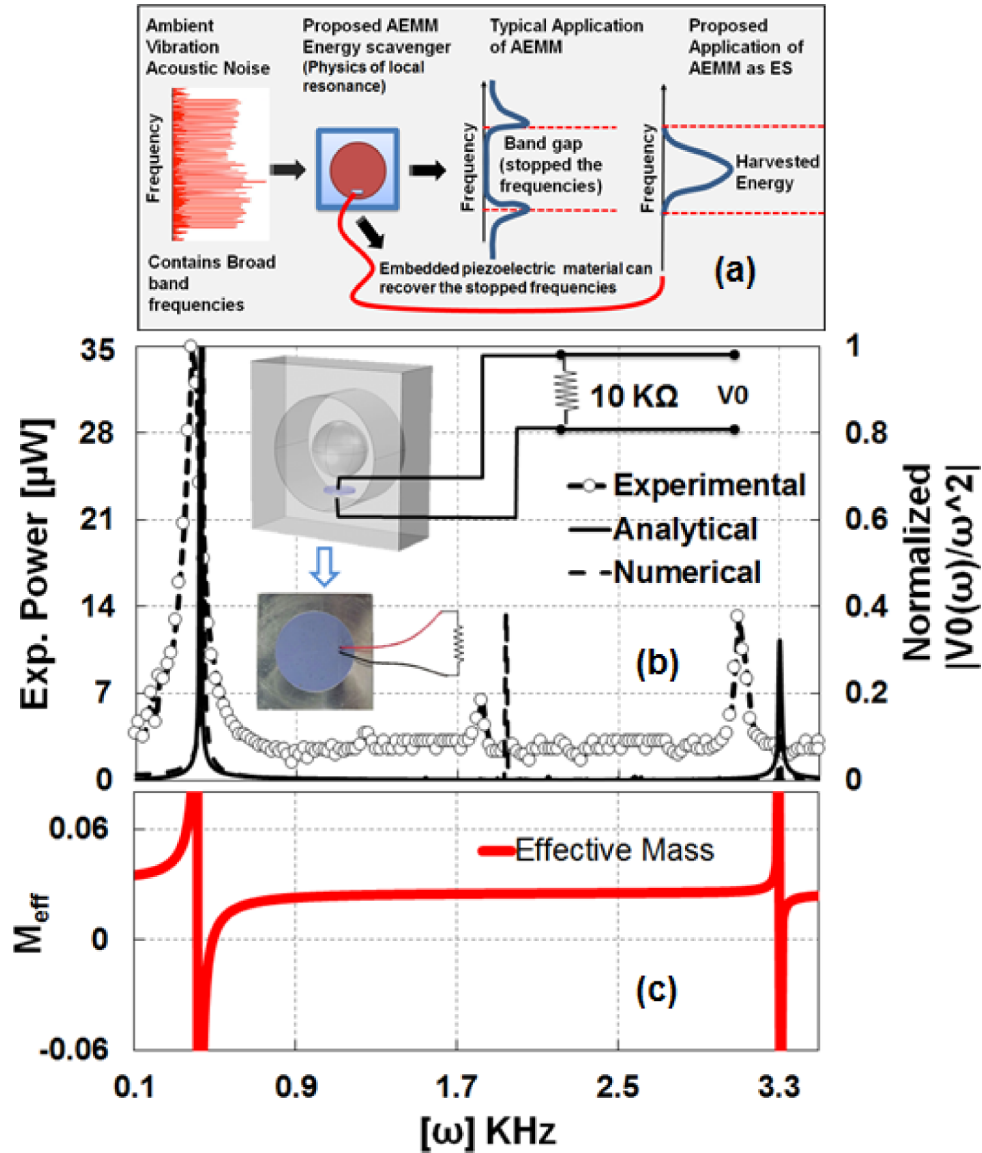 Ambient
Vibration
Acoustic Noise
Proposed AEMM
Energy scavenger
(Physics of local
resonance)
Typical Application
of AEMM
Proposed
Application of
AEMM as ES
Frequency
Frequency
Band gap
(stopped the
frequencies)
Frequency
Harvested
Energy
Contains Broad
band
frequencies
Embedded piezoelectric material can
recover the stopped frequencies
(a)
Exp. Power [µW]
35
28
21
14
7
0
10 KΩ
V0
Experimental
Analytical
Numerical
(b)
1
0.8
0.6
0.4
0.2
0
Normalized
|V0(ω)/ω^2|
Meff
0.06
0
-0.06
Effective Mass
(c)
0.1
0.9
1.7
2.5
3.3
[ω] KHz